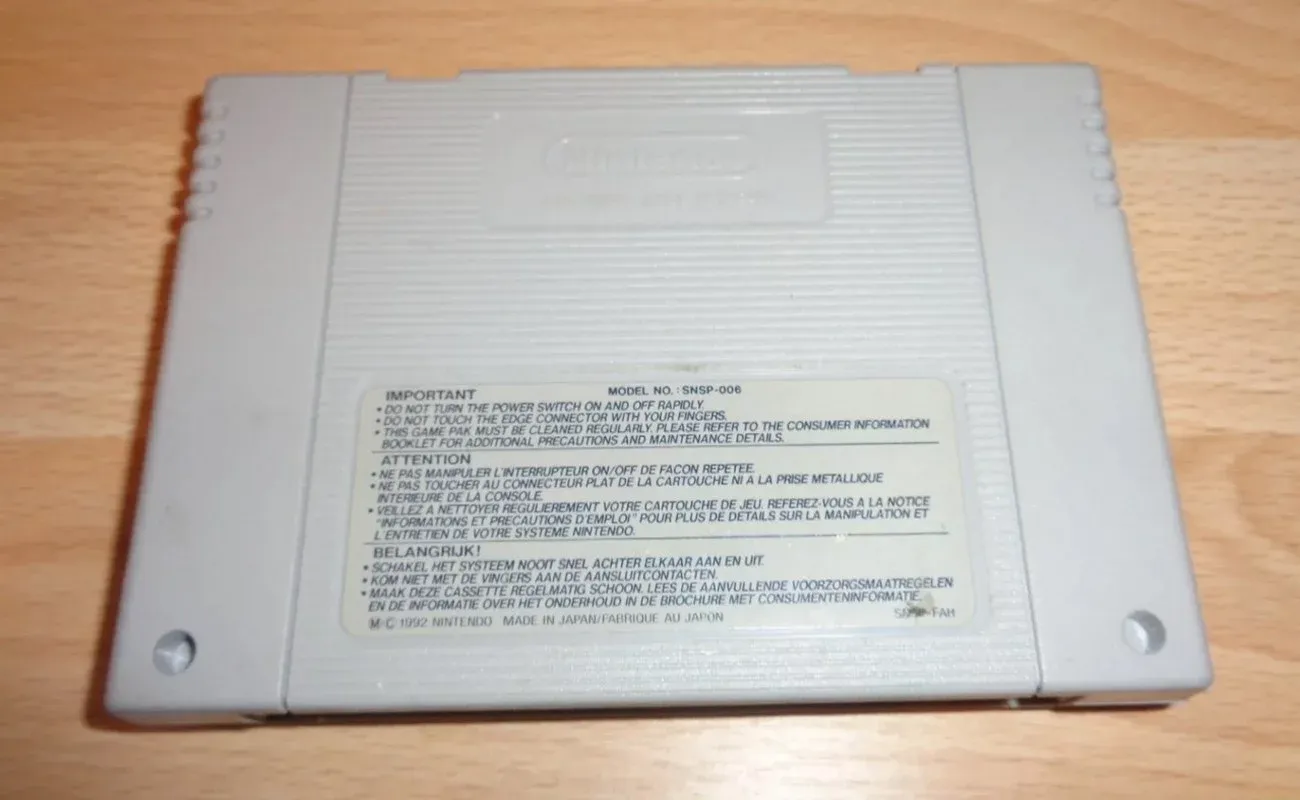 Nintendo
IMPORTANT MODEL NO. : SNSP-006
• DO NOT TURN THE POWER SWITCH ON AND OFF RAPIDLY.
• DO NOT TOUCH THE EDGE CONNECTOR WITH YOUR FINGERS.
• THIS GAME PAK MUST BE CLEANED REGULARLY. PLEASE REFER TO THE CONSUMER INFORMATION
BOOKLET FOR ADDITIONAL PRECAUTIONS AND MAINTENANCE DETAILS.
ATTENTION
• NE PAS MANIPULER L'INTERRUPTEUR ON/OFF DE FACON REPETEE.
• NE PAS TOUCHER AU CONNECTEUR PLAT DE LA CARTOUCHE NI A LA PRISE METALLIQUE
INTERIEURE DE LA CONSOLE.
• VEILLEZ A NETTOYER REGULIEREMENT VOTRE CARTOUCHE DE JEU. REFEREZ-VOUS A LA NOTICE
"INFORMATIONS ET PRECAUTIONS D'EMPLOI" POUR PLUS DE DETAILS SUR LA MANIPULATION ET
L'ENTRETIEN DE VOTRE SYSTEME NINTENDO.
BELANGRIJK!
• SCHAKEL HET SYSTEEM NOOIT SNEL ACHTER ELKAAR AAN EN UIT.
• KOM NIET MET DE VINGERS AAN DE AANSLUITCONTACTEN.
• MAAK DEZE CASSETTE REGELMATIG SCHOON. LEES DE AANVULLENDE VOORZORGSMAATREGELEN
EN DE INFORMATIE OVER HET ONDERHOUD IN DE BROCHURE MET CONSUMENTENINFORMATIE.
M·C 1992 NINTENDO MADE IN JAPAN/FABRIQUE AU JAPON SNSP-FAH